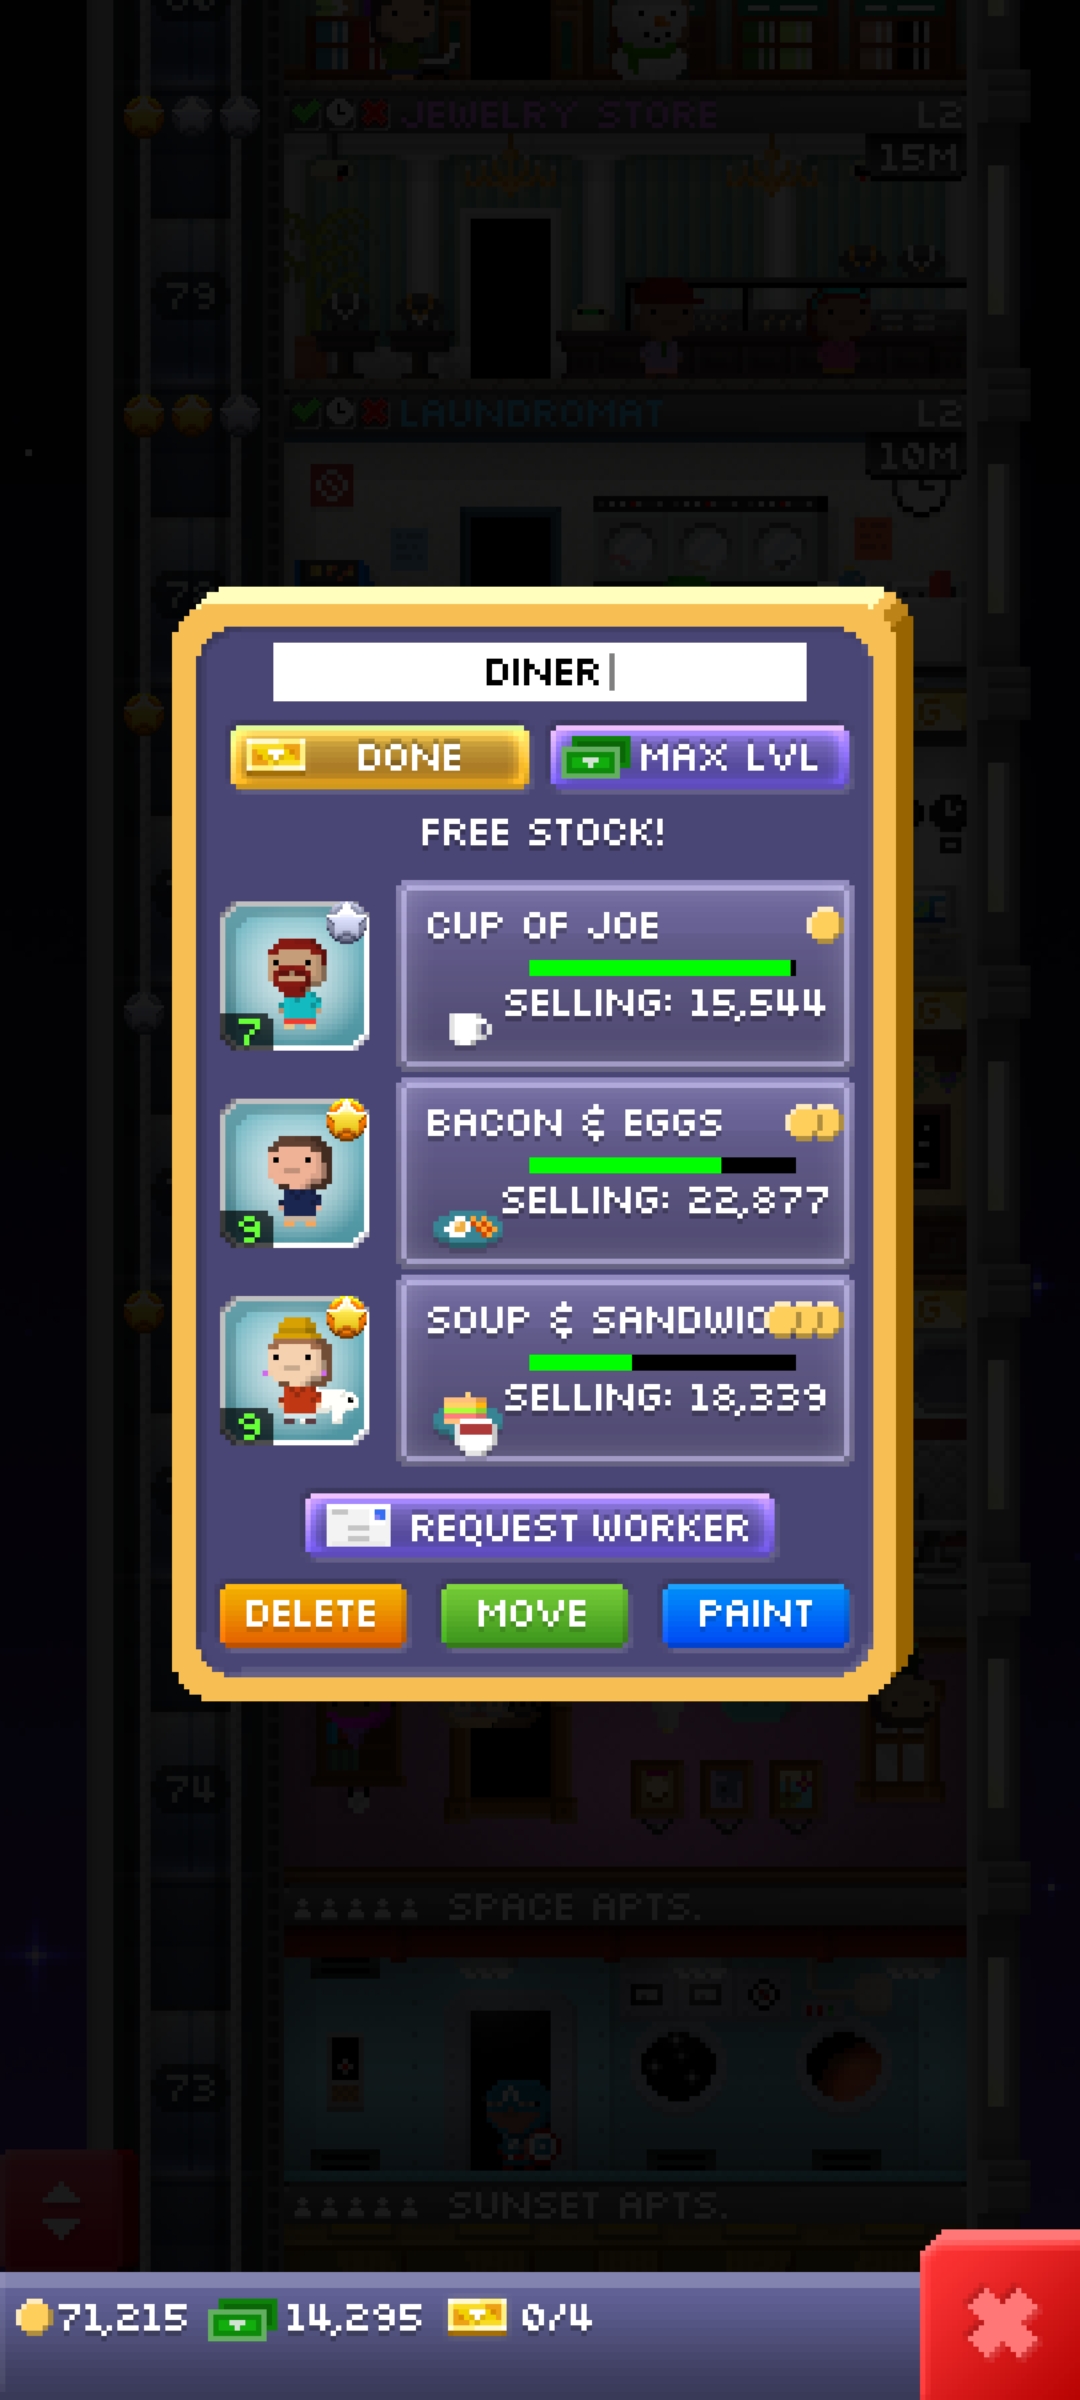 JEWELRY STORE L2
15M
79
LAUNDROMAT L2
10M
DINER
DONE
MAX LVL
FREE STOCK!
CUP OF JOE
SELLING: 15,544
7
BACON & EGGS
SELLING: 22,877
9
SOUP & SANDWIC
SELLING: 18,339
9
REQUEST WORKER
DELETE
MOVE
PAINT
74
SPACE APTS.
73
SUNSET APTS.
71,215
14,295
0/4